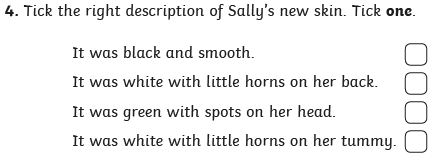 4. Tick the right description of Sally's new skin. Tick one.
It was black and smooth.
It was white with little horns on her back.
It was green with spots on her head.
It was white with little horns on her tummy.